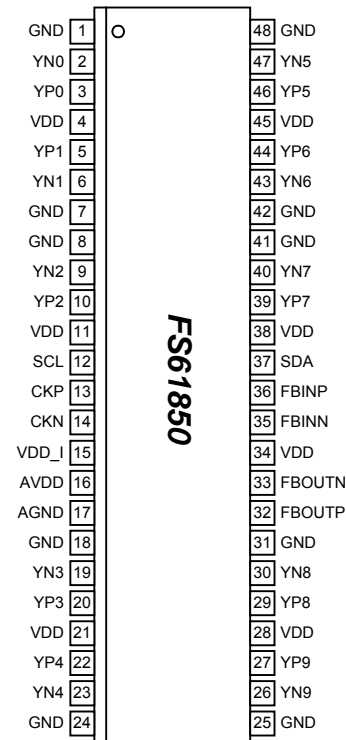 GND 1 48 GND
YN0 2 47 YN5
YP0 3 46 YP5
VDD 4 45 VDD
YP1 5 44 YP6
YN1 6 43 YN6
GND 7 42 GND
GND 8 41 GND
YN2 9 40 YN7
YP2 10 39 YP7
VDD 11 38 VDD
SCL 12 37 SDA
CKP 13 36 FBINP
CKN 14 35 FBINN
VDD_I 15 34 VDD
AVDD 16 33 FBOUTN
AGND 17 32 FBOUTP
GND 18 31 GND
YN3 19 30 YN8
YP3 20 29 YP8
VDD 21 28 VDD
YP4 22 27 YP9
YN4 23 26 YN9
GND 24 25 GND
FS61850